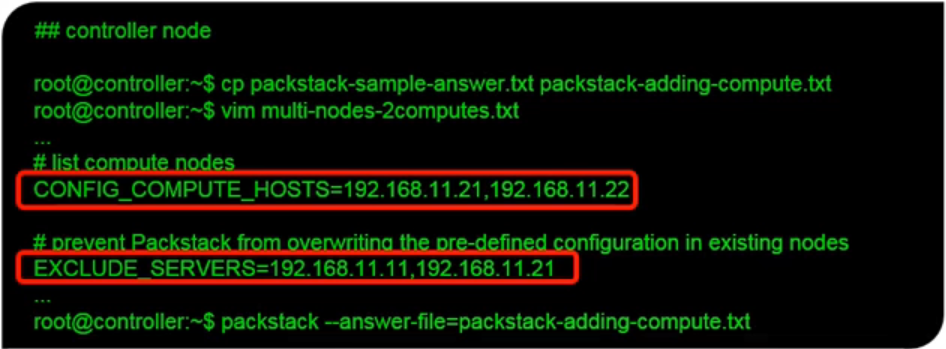 ## controller node
root@controller:~$ cp packstack-sample-answer.txt packstack-adding-compute.txt
root@controller:~$ vim multi-nodes-2computes.txt
...
# list compute nodes
CONFIG_COMPUTE_HOSTS=192.168.11.21,192.168.11.22
# prevent Packstack from overwriting the pre-defined configuration in existing nodes
EXCLUDE_SERVERS=192.168.11.11,192.168.11.21
...
root@controller:~$ packstack –answer-file=packstack-adding-compute.txt